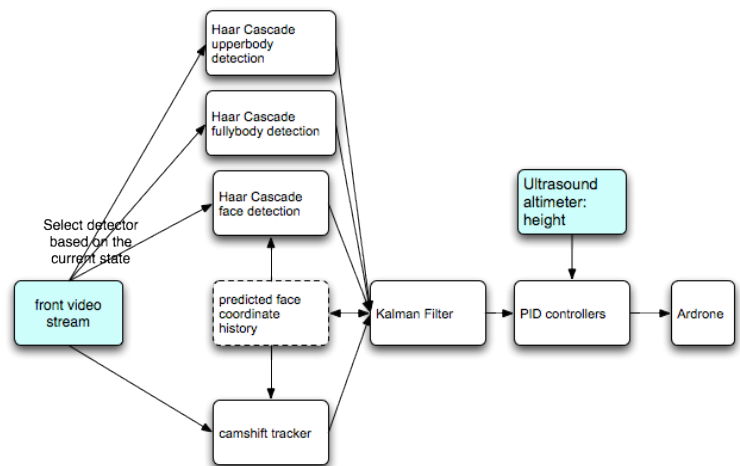 Haar Cascade
upperbody
detection
Haar Cascade
fullybody detection
Haar Cascade
face detection
Ultrasound
altimeter:
height
Select detector
based on the
current state
front video
stream
predicted face
coordinate
history
Kalman Filter
PID controllers
Ardrone
camshift tracker